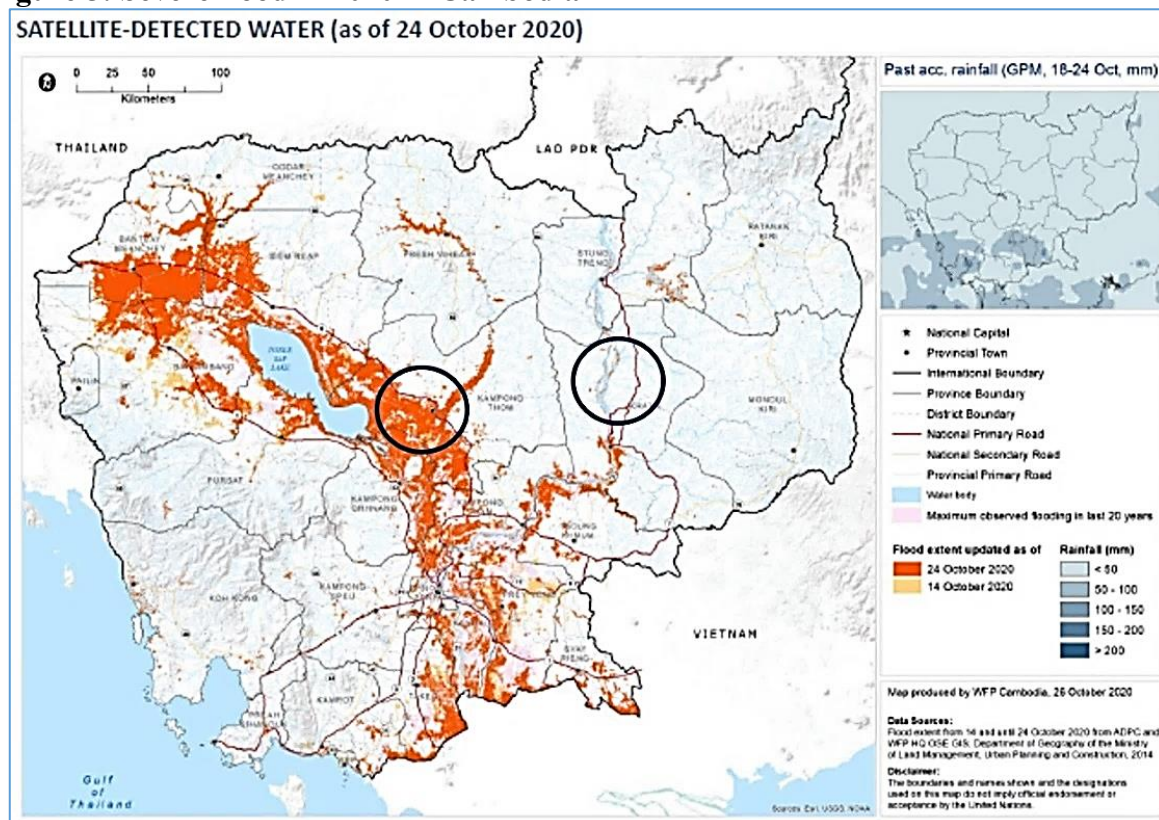 SATELLITE-DETECTED WATER (as of 24 October 2020)
0 25 50 100
Kilometers
THAILAND
LAO PDR
ODDAR
MEANCHEY
BANTEAY
MEANCHEY
SIEM REAP
PREAH VIHEAR
STUNG
TRENG
RATANAK
KIRI
TONLE
SAP
LAKE
BATTAMBANG
PAILIN
KAMPONG
THOM
MONDUL
KIRI
PURSAT
KAMPONG
CHHNANG
KAMPONG
KOH KONG
KAMPONG
SPEU
PREY VENG
SVAY
RIENG
VIETNAM
KAMPOT
PREAH
SIHANOUK
Gulf
of
Thailand
Sources: Esri, USGS, NOAA
Past acc. rainfall (GPM, 18-24 Oct, mm)
National Capital
Provincial Town
International Boundary
Province Boundary
District Boundary
National Primary Road
National Secondary Road
Provincial Primary Road
Water body
Maximum observed flooding in last 20 years
Flood extent updated as of
24 October 2020
14 October 2020
Rainfall (mm)
< 50
50 - 100
100 - 150
150 - 200
> 200
Map produced by WFP Cambodia, 26 October 2020
Data Sources:
Flood extent from 14 and until 24 October 2020 from ADPC and
WFP HQ OSE GIS; Department of Geography of the Ministry
of Land Management, Urban Planning and Construction, 2014
Disclaimer:
The boundaries and names shown and the designations
used on this map do not imply official endorsement or
acceptance by the United Nations.